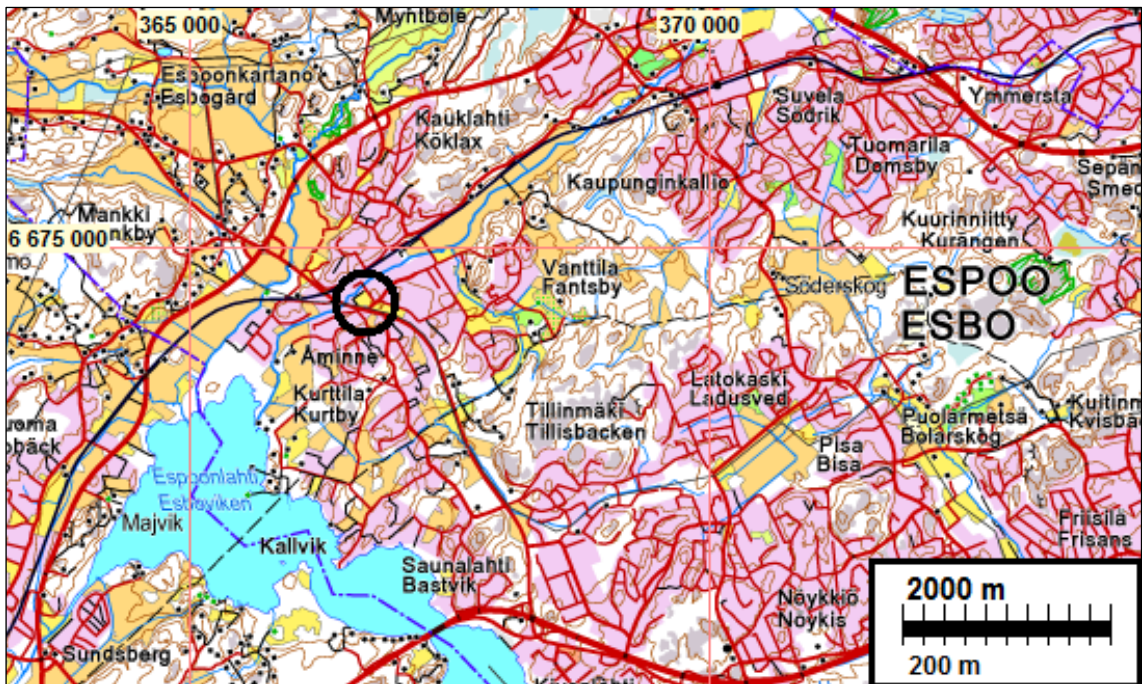 365 000
370 000
Myntböle
Espoonkartano
Esbogård
Kauklahti
Köklax
Suvela
Södrik
Ymmersta
Tuomarila
Domsby
Kaupunginkallio
Mankki
Kuurinniitty
Kurängen
6 675 000
Vanttila
Fantsby
Söderskog
ESPOO
ESBO
Åminne
Kurttila
Kurtby
Latokaski
Ladusved
Tillinmäki
Tillisbacken
Puolarmetsä
Bolarskog
Pisa
Bisa
Espoonlahti
Esboviken
Majvik
Kallvik
Friisilä
Frisans
Saunalahti
Bastvik
2000 m
Nöykkiö
Nöykis
200 m
Sundsberg